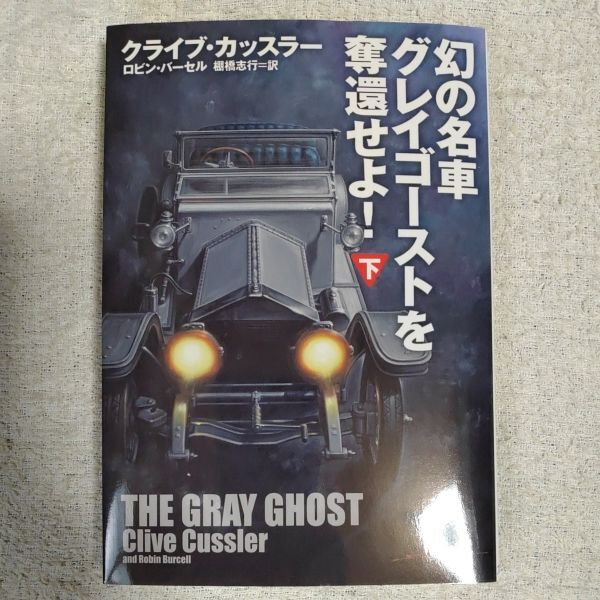 クライブ・カッスラー
ロビン・バーセル 棚橋志行=訳
幻の名車
グレイゴーストを
奪還せよ!
下
THE GRAY GHOST
Clive Cussler
and Robin Burcell